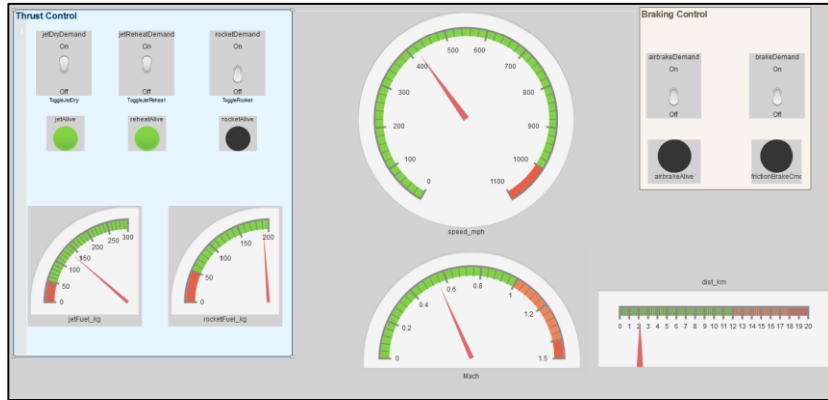 Thrust Control
jetDryDemand
jetReheatDemand
rocketDemand
On
On
On
Off
Off
Off
ToggleJetDry
ToggleJetReheat
ToggleRocket
jetAlive
reheatAlive
rocketAlive
0
50
100
150
200
250
300
jetFuel_kg
0
50
100
150
200
rocketFuel_kg
0
100
200
300
400
500
600
700
800
900
1000
1100
speed_mph
0
0.2
0.4
0.6
0.8
1
1.2
1.5
Mach
Braking Control
airbrakeDemand
brakeDemand
On
On
Off
Off
airbrakeAlive
frictionBrakeCmd
dist_km
0 1 2 3 4 5 6 7 8 9 10 11 12 13 14 15 16 17 18 19 20